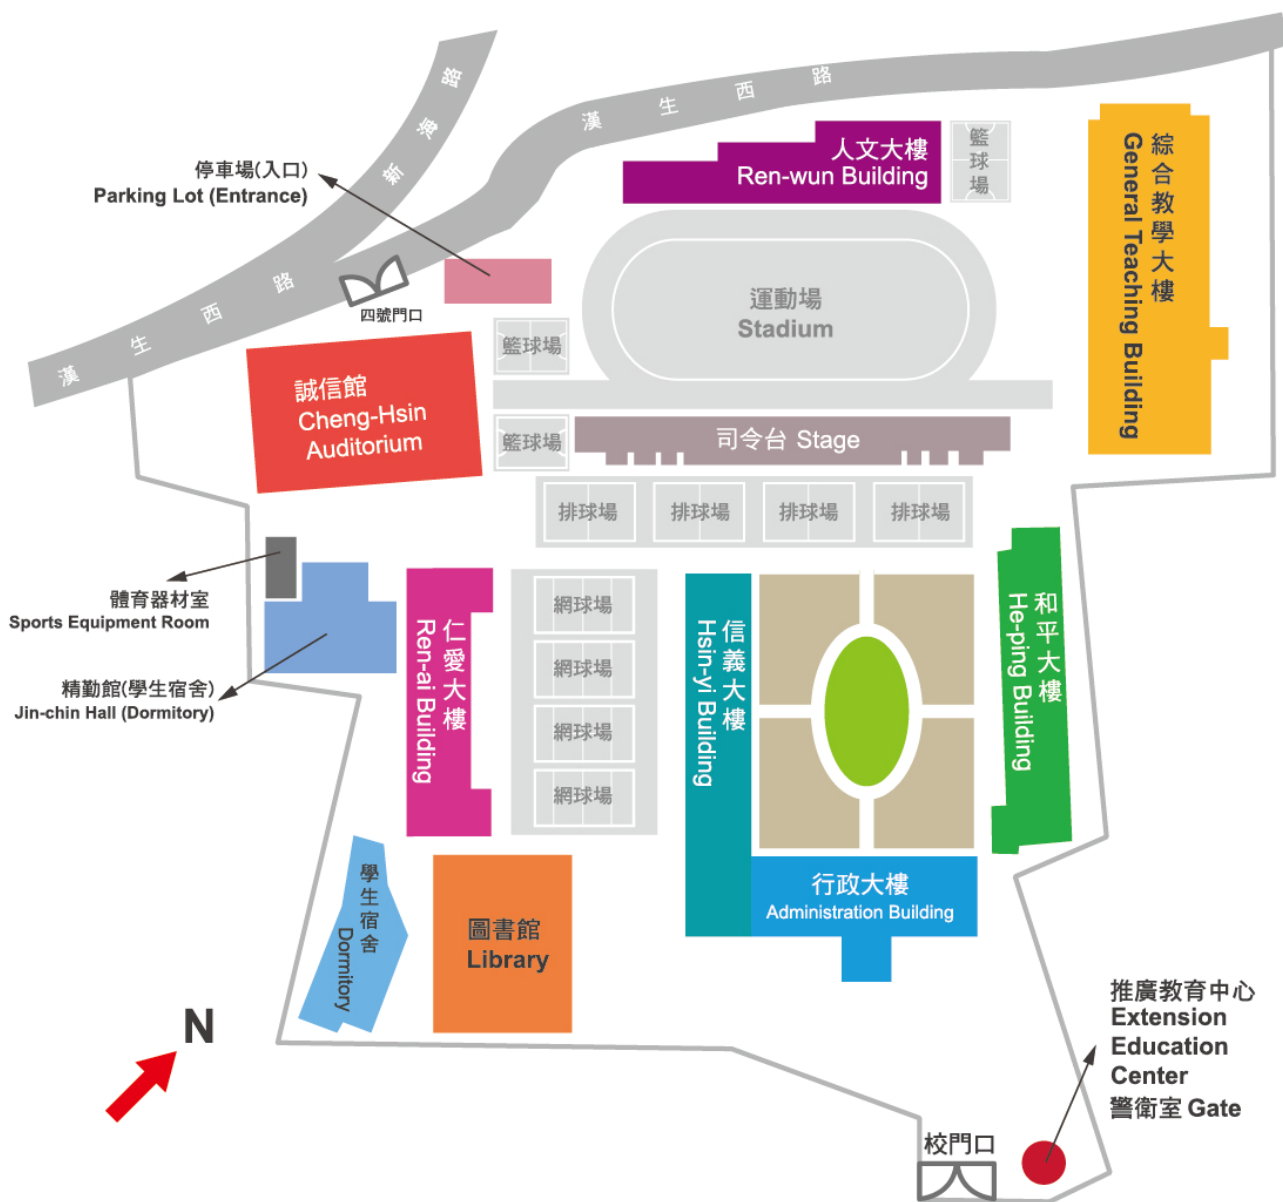 新海路
漢生西路
漢生西路
停車場(入口)
Parking Lot (Entrance)
四號門口
人文大樓
Ren-wun Building
籃球場
綜合教學大樓
General Teaching Building
運動場
Stadium
籃球場
誠信館
Cheng-Hsin
Auditorium
籃球場
司令台 Stage
排球場
排球場
排球場
排球場
體育器材室
Sports Equipment Room
精勤館(學生宿舍)
Jin-chin Hall (Dormitory)
仁愛大樓
Ren-ai Building
網球場
網球場
網球場
網球場
信義大樓
Hsin-yi Building
和平大樓
He-ping Building
學生宿舍
Dormitory
圖書館
Library
行政大樓
Administration Building
N
推廣教育中心
Extension
Education
Center
警衛室 Gate
校門口